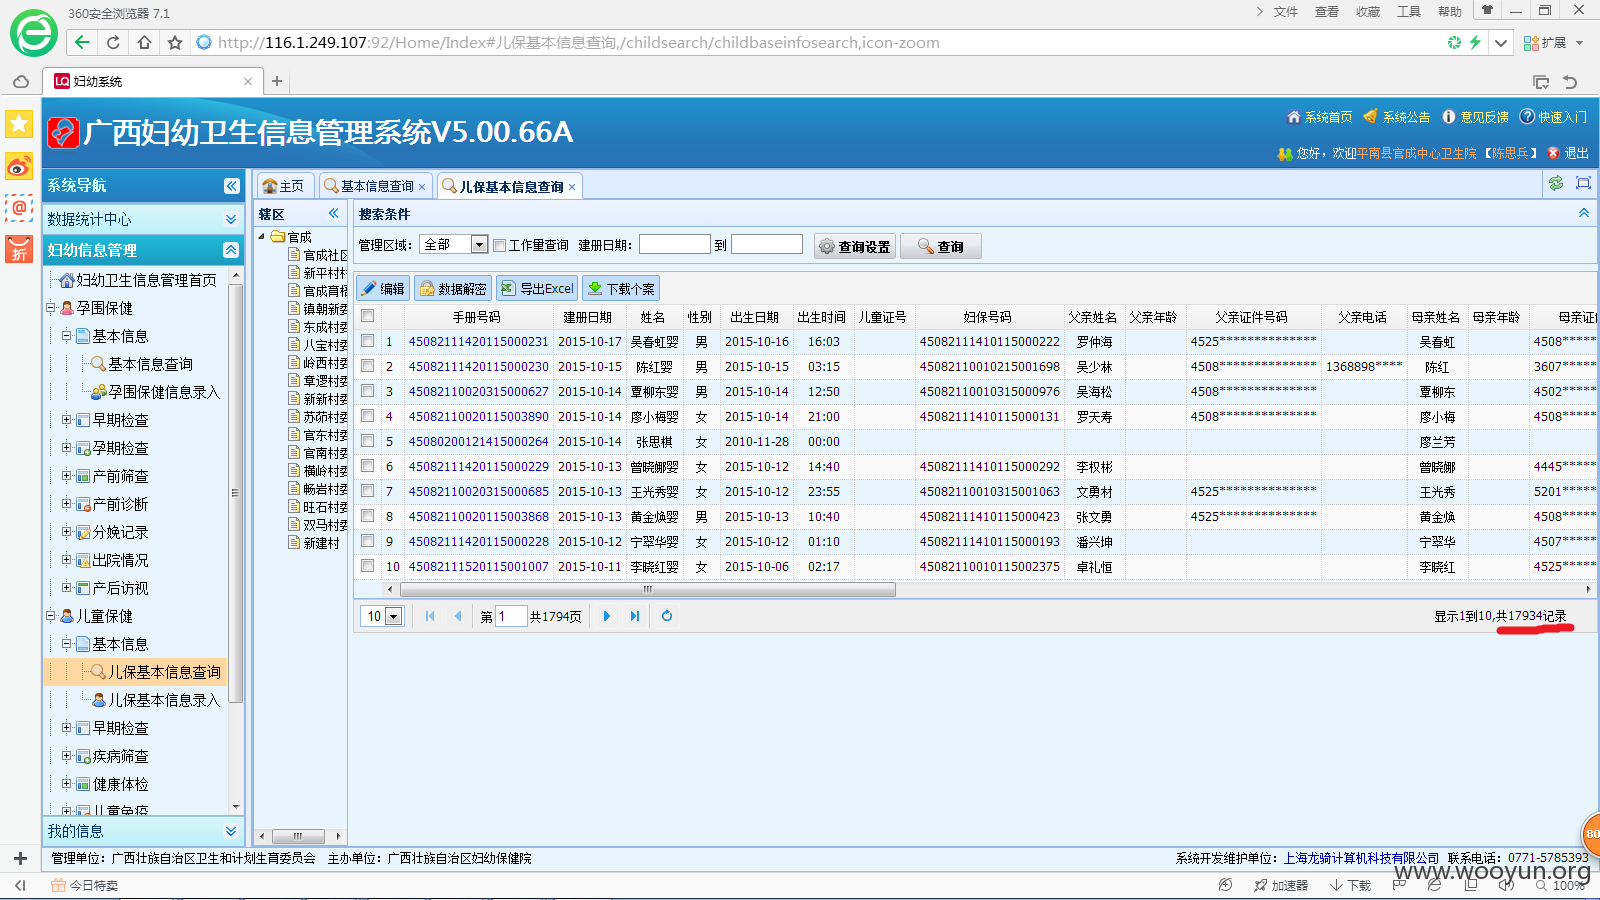 360安全浏览器 7.1
文件 查看 收藏 工具 帮助
http://116.1.249.107:92/Home/Index#儿保基本信息查询,/childsearch/childbaseinfosearch,icon-zoom
扩展
LQ 妇幼系统
广西妇幼卫生信息管理系统V5.00.66A
系统首页 系统公告 意见反馈 快速入门
您好，欢迎平南县官成中心卫生院 【陈思兵】 退出
系统导航
数据统计中心
妇幼信息管理
妇幼卫生信息管理首页
孕围保健
基本信息
基本信息查询
孕围保健信息录入
早期检查
孕期检查
产前筛查
产前诊断
分娩记录
出院情况
产后访视
儿童保健
基本信息
儿保基本信息查询
儿保基本信息录入
早期检查
疾病筛查
健康体检
儿童免疫
我的信息
主页 基本信息查询 儿保基本信息查询
辖区
官成
官成社区
新平村村
官成育梧
镇朝新委
东成村委
八宝村委
岭西村委
章逻村委
新新村委
苏茆村委
官东村委
官南村委
横岭村委
畅岩村委
旺石村委
双马村委
新建村
搜索条件
管理区域： 全部 工作量查询 建册日期： 到 查询设置 查询
编辑 数据解密 导出Excel 下载个案
手册号码 建册日期 姓名 性别 出生日期 出生时间 儿童证号 妇保号码 父亲姓名 父亲年龄 父亲证件号码 父亲电话 母亲姓名 母亲年龄 母亲证件
1 45082111420115000231 2015-10-17 吴春虹婴 男 2015-10-16 16:03 45082111410115000222 罗仲海 4525************** 吴春虹 4508*****
2 45082111420115000230 2015-10-15 陈红婴 男 2015-10-15 03:15 45082110010215001698 吴少林 4508************** 1368898**** 陈红 3607*****
3 45082110020315000627 2015-10-14 覃柳东婴 男 2015-10-14 12:50 45082110010315000976 吴海松 4508************** 覃柳东 4502*****
4 45082110020115003890 2015-10-14 廖小梅婴 女 2015-10-14 21:00 45082111410115000131 罗天寿 4508************** 廖小梅 4508*****
5 45080200121415000264 2015-10-14 张思棋 女 2010-11-28 00:00 廖兰芳
6 45082111420115000229 2015-10-13 曾晓娜婴 女 2015-10-12 14:40 45082111410115000292 李权彬 曾晓娜 4445*****
7 45082110020315000685 2015-10-13 王光秀婴 女 2015-10-12 23:55 45082110010315001063 文勇材 4525************** 王光秀 5201*****
8 45082110020115003868 2015-10-13 黄金焕婴 男 2015-10-13 10:40 45082111410115000423 张文勇 4525************** 黄金焕 4508*****
9 45082111420115000228 2015-10-12 宁翠华婴 女 2015-10-12 01:10 45082111410115000193 潘兴坤 宁翠华 4507*****
10 45082111520115001007 2015-10-11 李晓红婴 女 2015-10-06 02:17 45082110010115002375 卓礼恒 李晓红 4525*****
10 第 1 共1794页 显示1到10,共17934记录
管理单位：广西壮族自治区卫生和计划生育委员会 主办单位：广西壮族自治区妇幼保健院 系统开发维护单位：上海龙骑计算机科技有限公司 联系电话：0771-5785393
www.wooyun.org
今日特卖 加速器 下载 100%
80